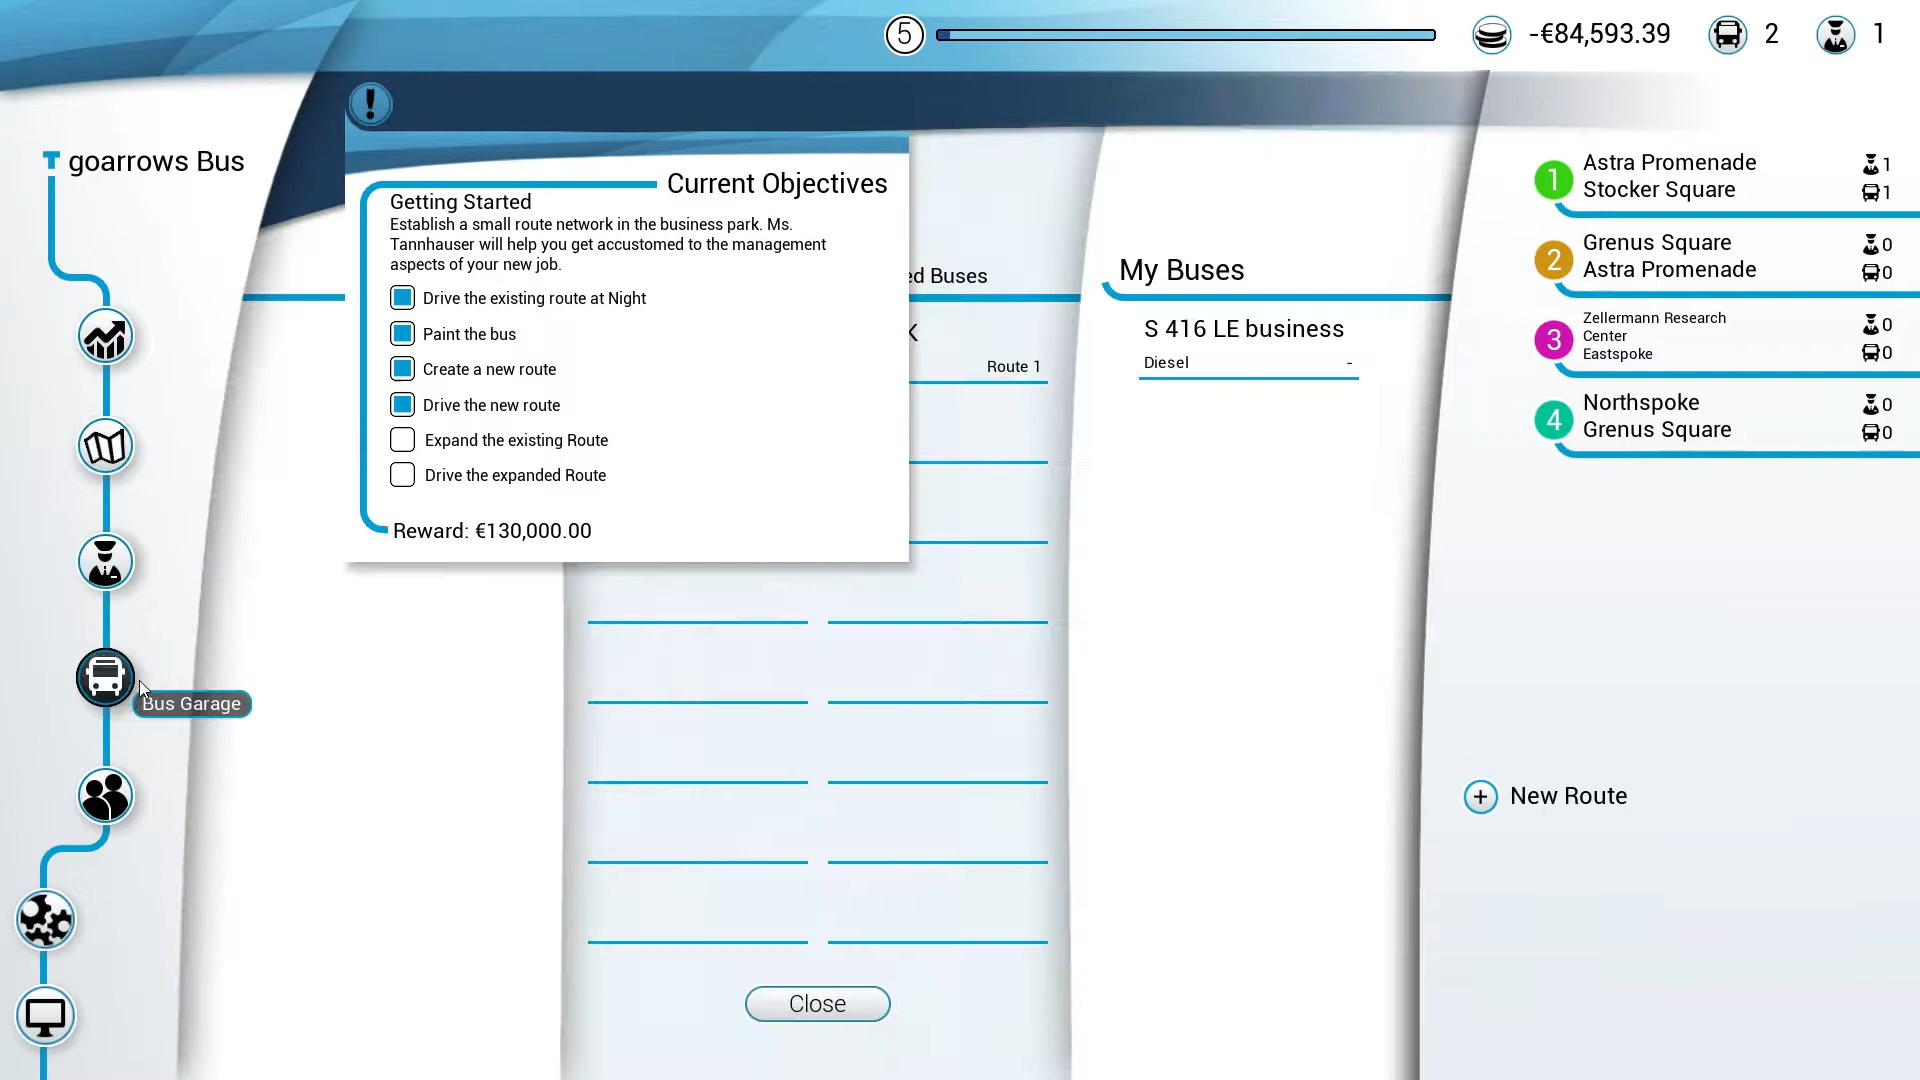 5
-€84,593.39
2
1
!
T goarrows Bus
Current Objectives
Getting Started
Establish a small route network in the business park. Ms.
Tannhauser will help you get accustomed to the management
aspects of your new job.
Drive the existing route at Night
Paint the bus
Create a new route
Drive the new route
Expand the existing Route
Drive the expanded Route
Reward: €130,000.00
ed Buses
K
Route 1
Close
Bus Garage
My Buses
S 416 LE business
Diesel -
1
Astra Promenade
Stocker Square
1
1
2
Grenus Square
Astra Promenade
0
0
3
Zellermann Research
Center
Eastspoke
0
0
4
Northspoke
Grenus Square
0
0
+ New Route